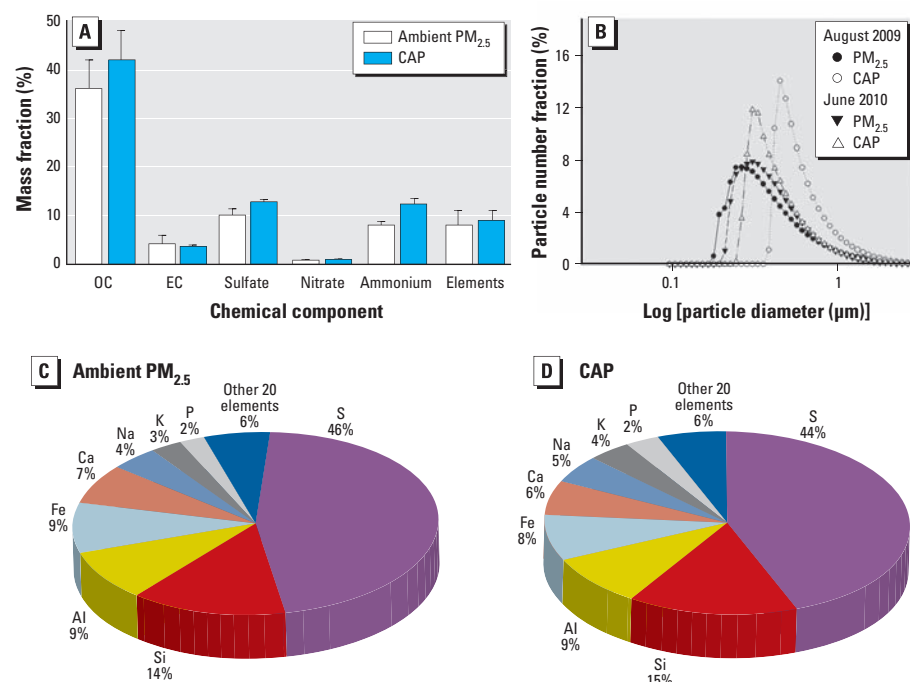 A
Mass fraction (%)
50
40
30
20
10
0
Ambient PM2.5
CAP
OC EC Sulfate Nitrate Ammonium Elements
Chemical component
B
Particle number fraction (%)
16
12
8
4
0
August 2009
PM2.5
CAP
June 2010
PM2.5
CAP
0.1 1
Log [particle diameter (μm)]
C Ambient PM2.5
S
46%
Si
14%
Al
9%
Fe
9%
Ca
7%
Na
4%
K
3%
P
2%
Other 20
elements
6%
D CAP
S
44%
Si
15%
Al
9%
Fe
8%
Ca
6%
Na
5%
K
4%
P
2%
Other 20
elements
6%